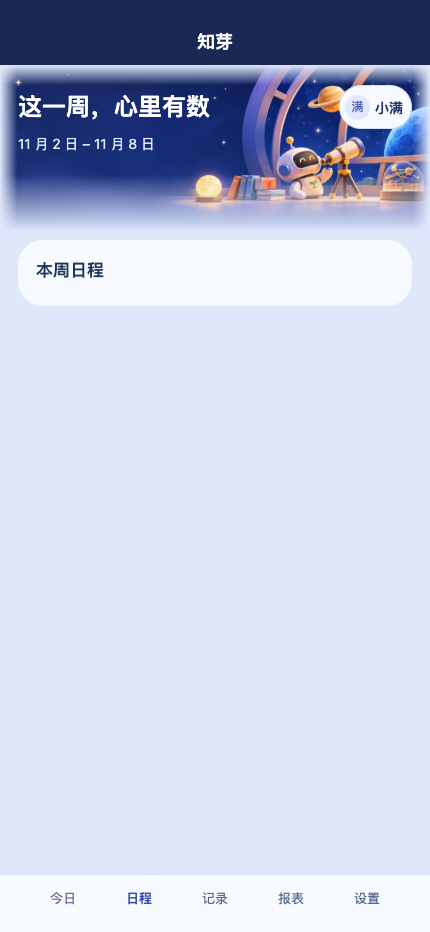 知芽
这一周，心里有数
满 小满
11 月 2 日 – 11 月 8 日
本周日程
今日 日程 记录 报表 设置